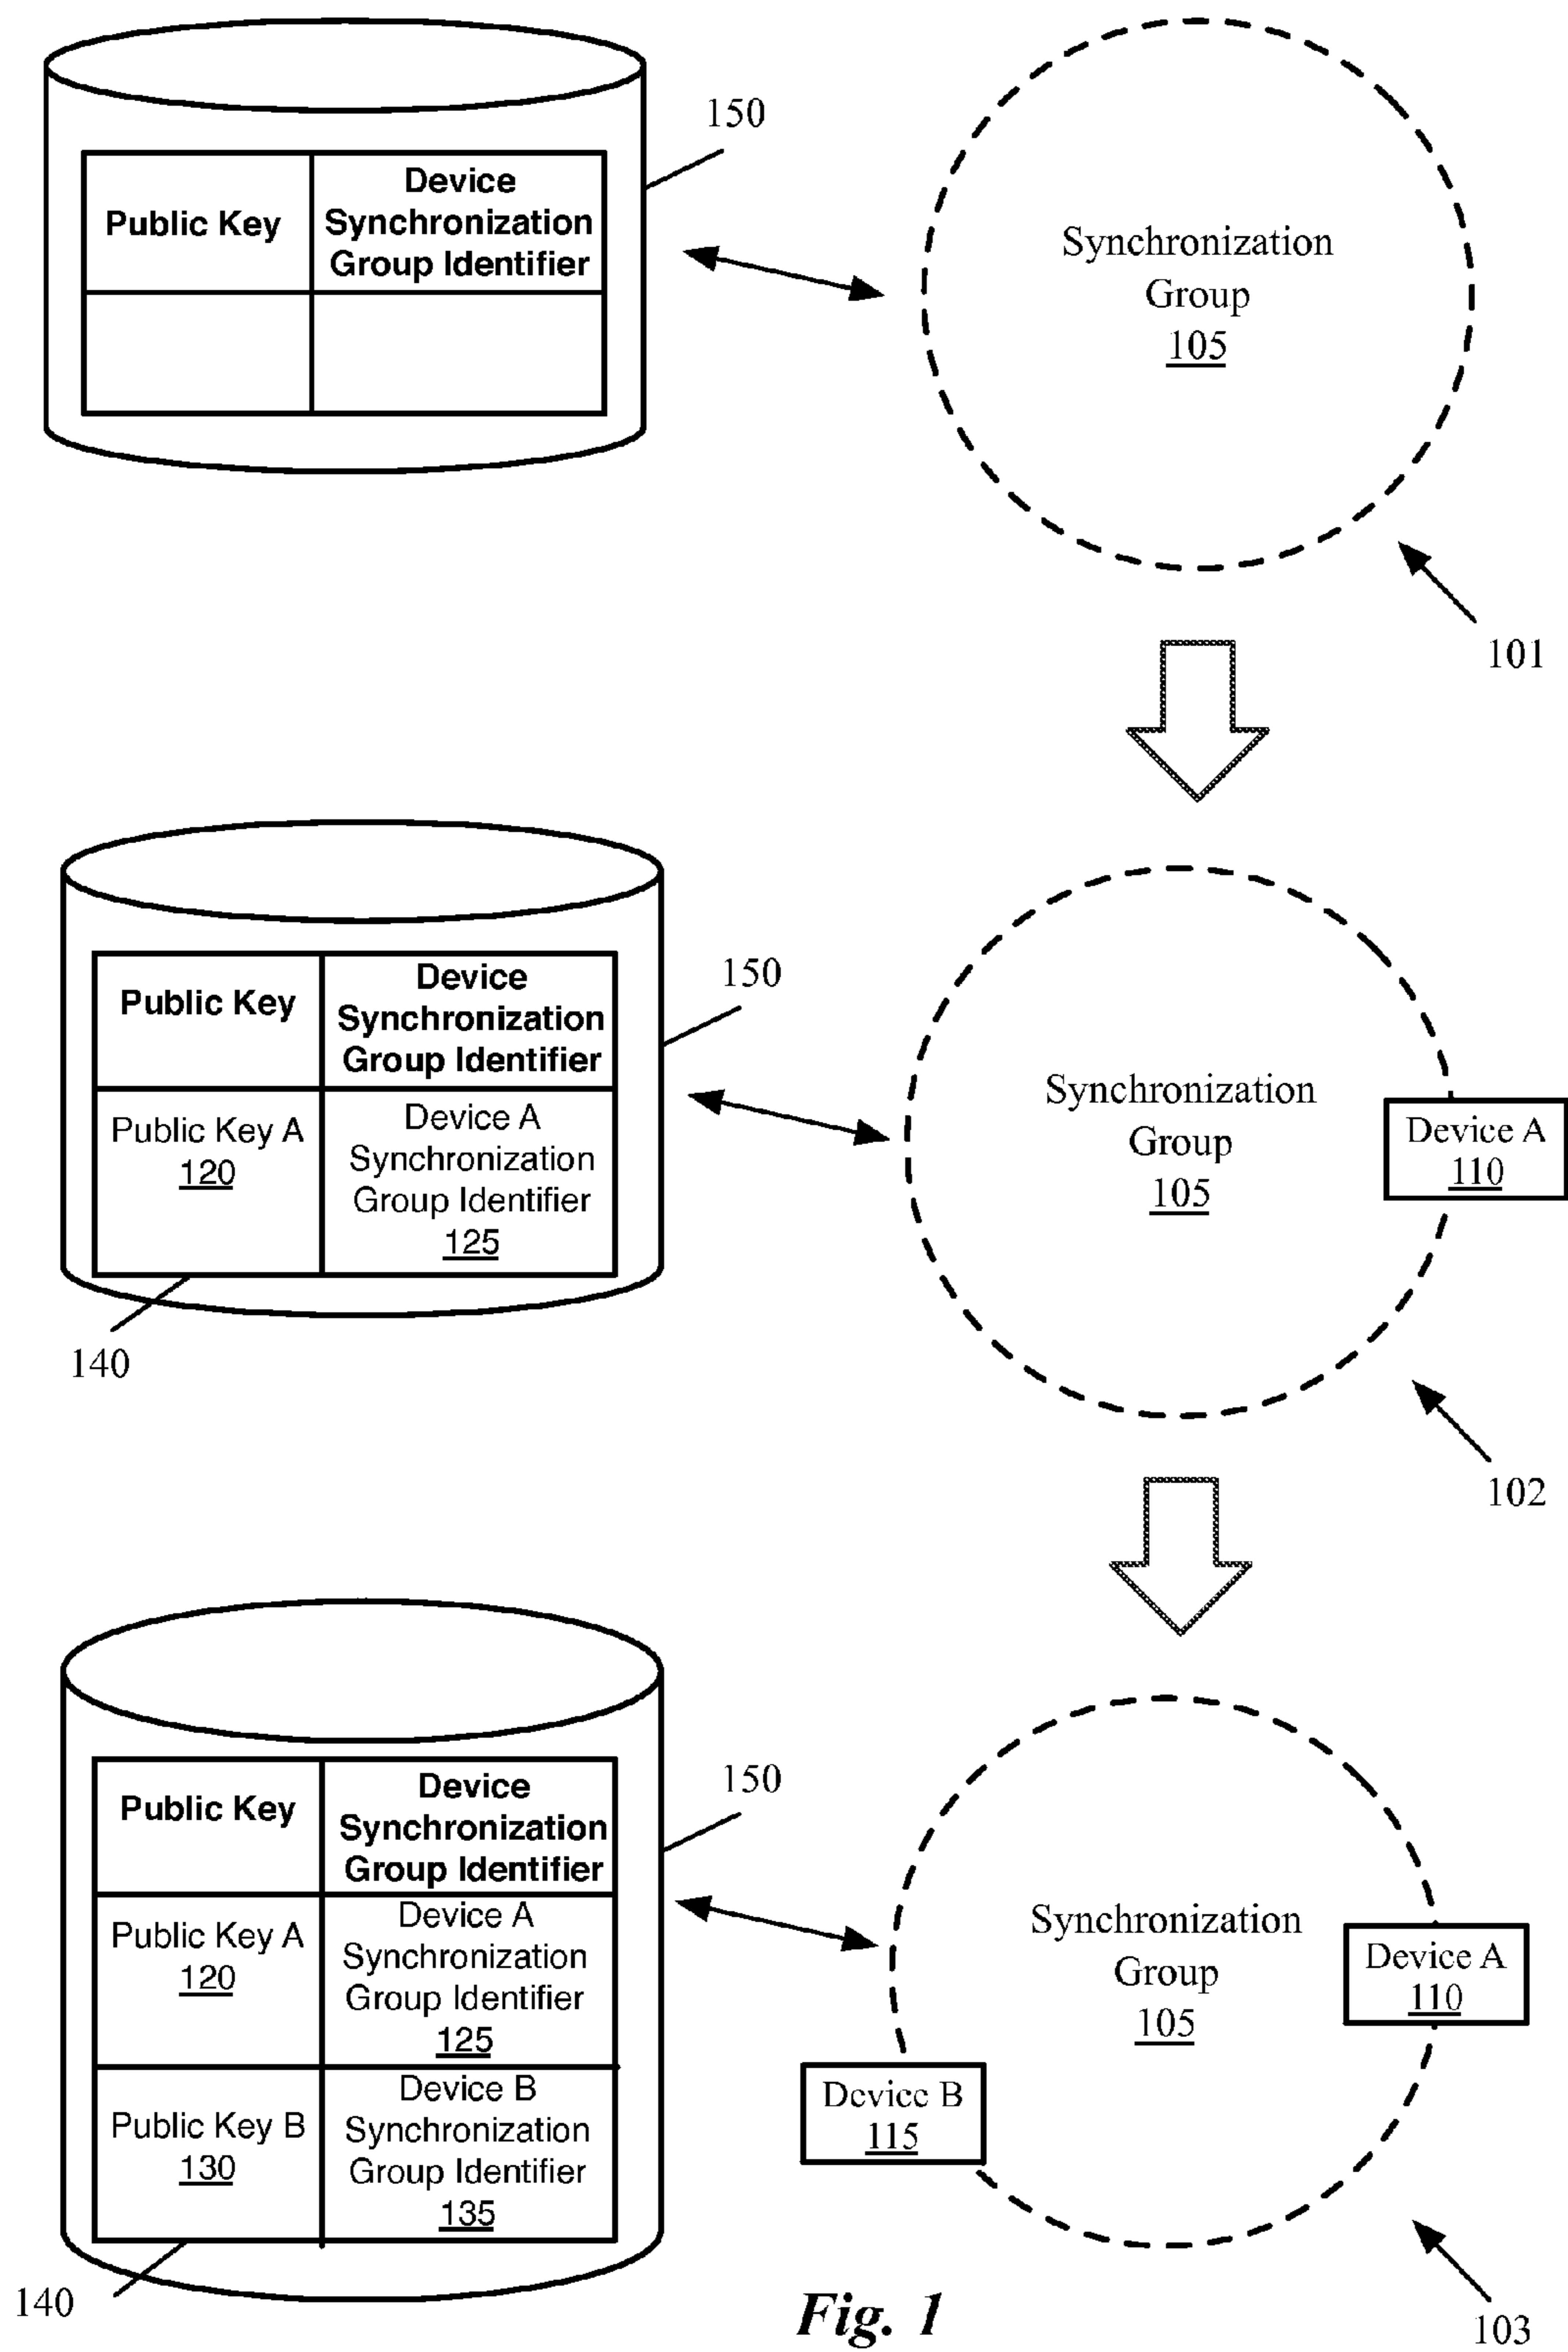 150
Public Key
Device
Synchronization
Group Identifier
Synchronization
Group
105
101
150
Public Key
Device
Synchronization
Group Identifier
Public Key A
120
Device A
Synchronization
Group Identifier
125
140
Synchronization
Group
105
Device A
110
102
150
Public Key
Device
Synchronization
Group Identifier
Public Key A
120
Device A
Synchronization
Group Identifier
125
Public Key B
130
Device B
Synchronization
Group Identifier
135
140
Synchronization
Group
105
Device A
110
Device B
115
103
Fig. 1